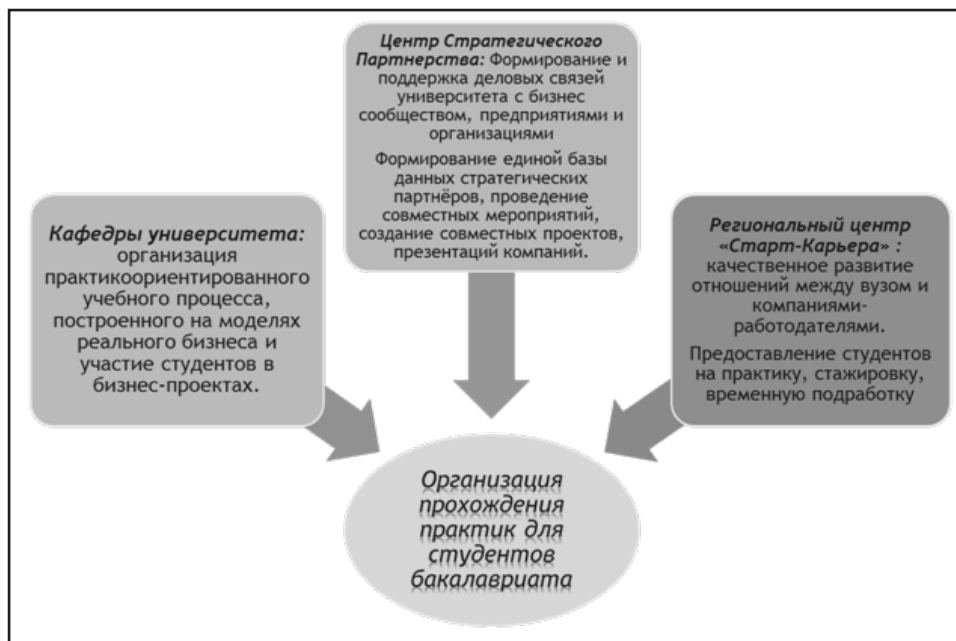 Центр Стратегического
Партнерства: Формирование и
поддержка деловых связей
университета с бизнес
сообществом, предприятиями и
организациями
Формирование единой базы
данных стратегических
партнёров, проведение
совместных мероприятий,
создание совместных проектов,
презентаций компаний.
Кафедры университета:
организация
практикоориентированного
учебного процесса,
построенного на моделях
реального бизнеса и
участие студентов в
бизнес-проектах.
Региональный центр
«Старт-Карьера» :
качественное развитие
отношений между вузом и
компаниями-
работодателями.
Предоставление студентов
на практику, стажировку,
временную подработку
Организация
прохождения
практик для
студентов
бакалавриата